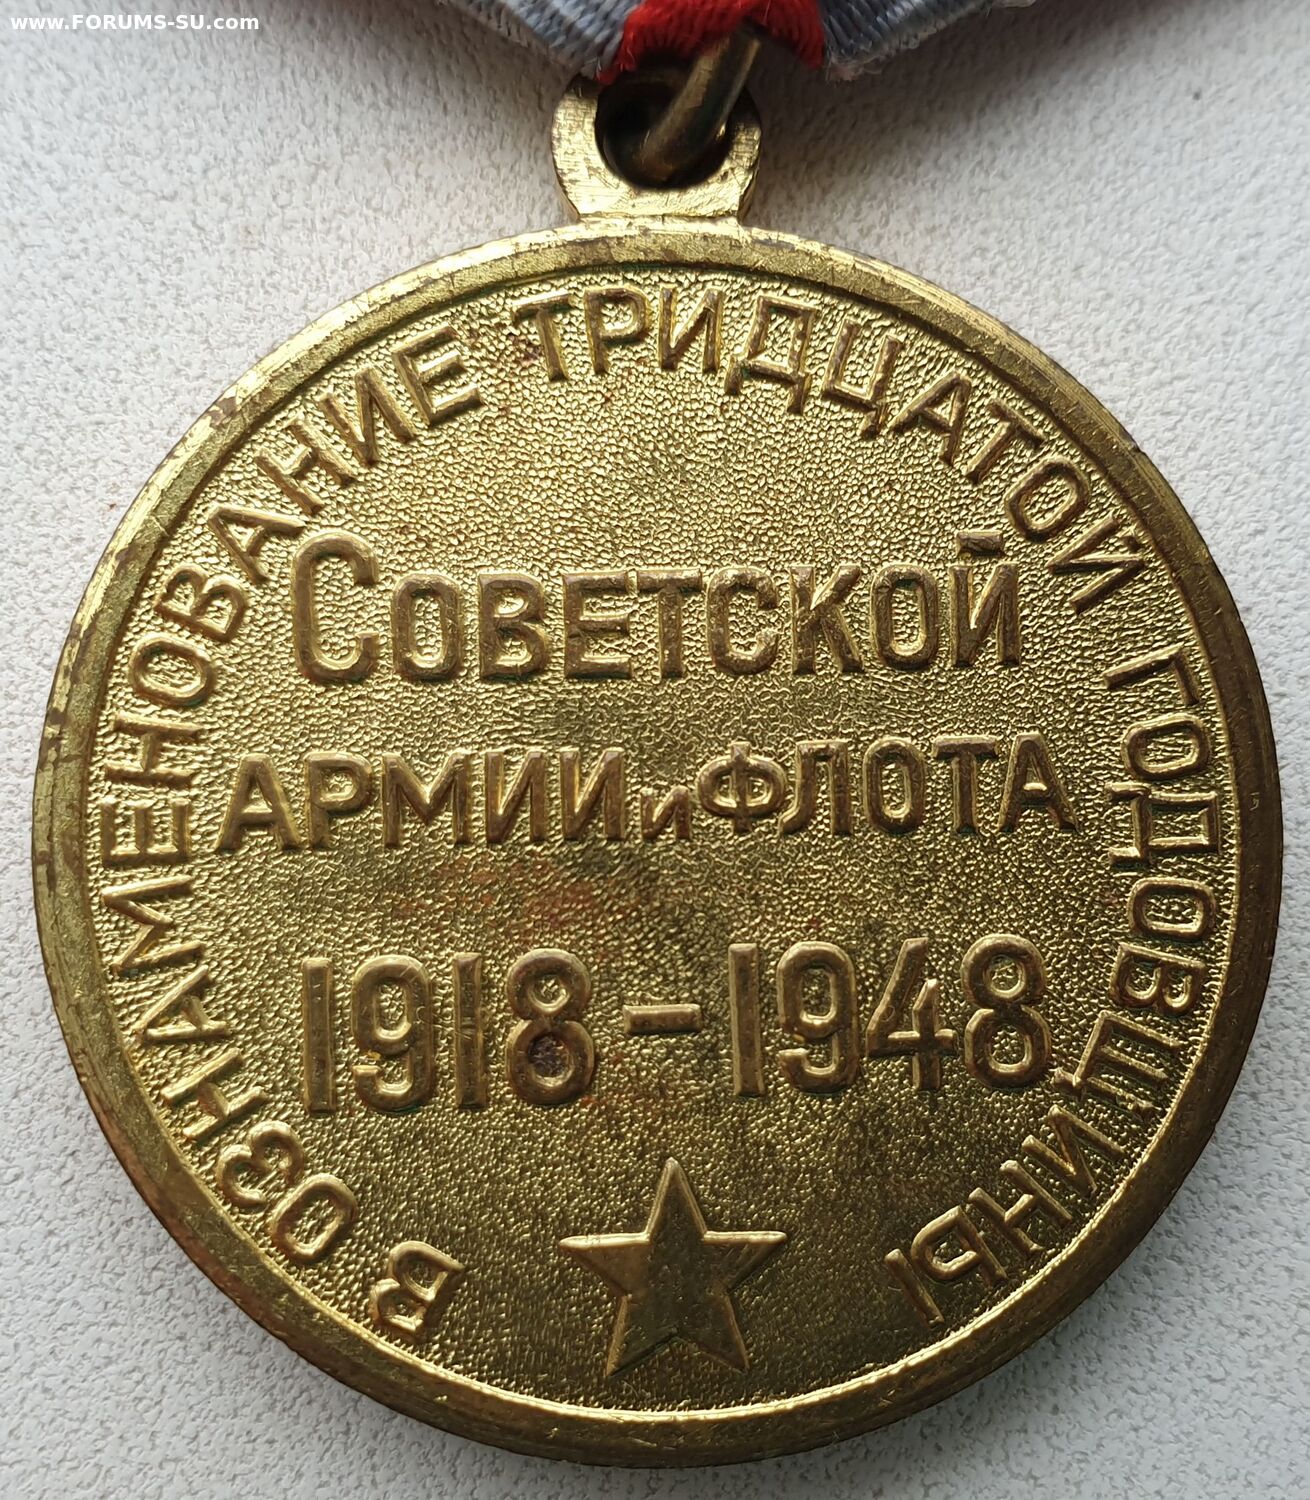 www.FORUMS-SU.com
В ОЗНАМЕНОВАНИЕ ТРИДЦАТОЙ ГОДОВЩИНЫ
СОВЕТСКОЙ
АРМИИ и ФЛОТА
1918-1948